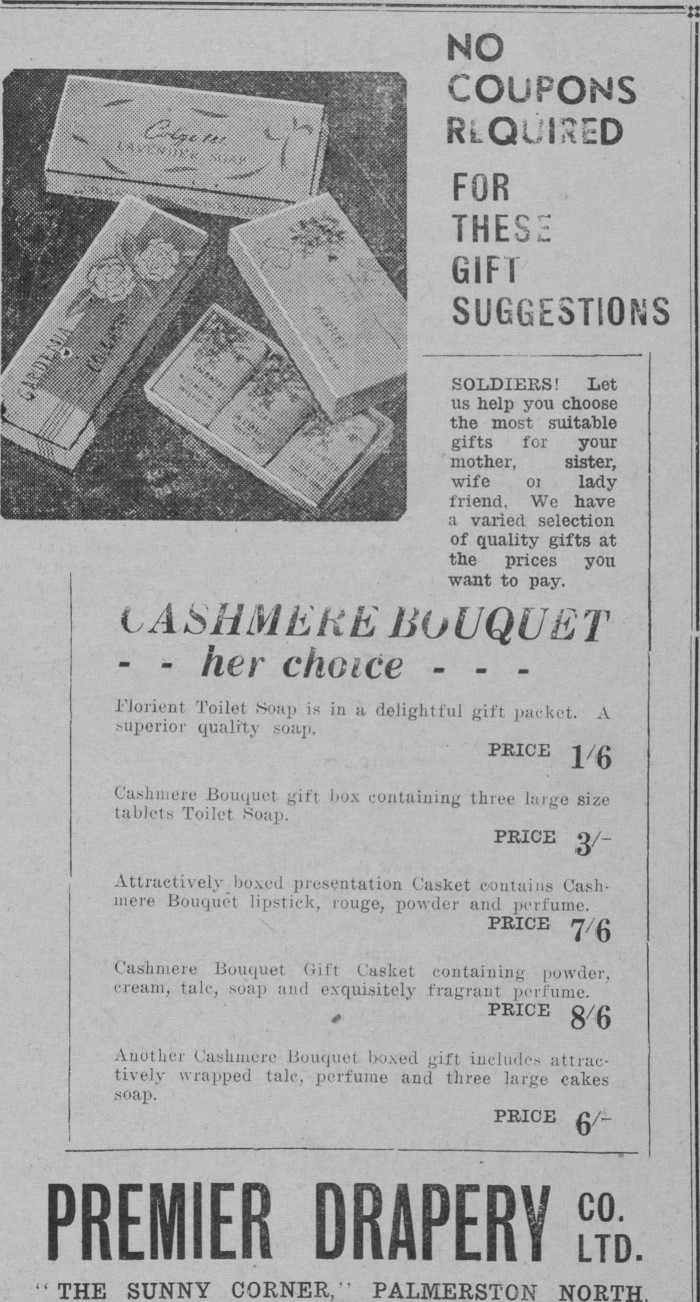 Colgate
LAVENDER SOAP
GARDENIA
COLGATE
NO
COUPONS
REQUIRED
FOR
THESE
GIFT
SUGGESTIONS
SOLDIERS! Let
us help you choose
the most suitable
gifts for your
mother, sister,
wife or lady
friend. We have
a varied selection
of quality gifts at
the prices you
want to pay.
CASHMERE BOUQUET
- - her choice - - -
Florient Toilet Soap is in a delightful gift packet. A
superior quality soap.
PRICE 1/6
Cashmere Bouquet gift box containing three large size
tablets Toilet Soap.
PRICE 3/-
Attractively boxed presentation Casket contains Cash-
mere Bouquet lipstick, rouge, powder and perfume.
PRICE 7/6
Cashmere Bouquet Gift Casket containing powder,
cream, talc, soap and exquisitely fragrant perfume.
PRICE 8/6
Another Cashmere Bouquet boxed gift includes attrac-
tively wrapped talc, perfume and three large cakes
soap.
PRICE 6/-
PREMIER DRAPERY CO.
LTD.
"THE SUNNY CORNER," PALMERSTON NORTH.